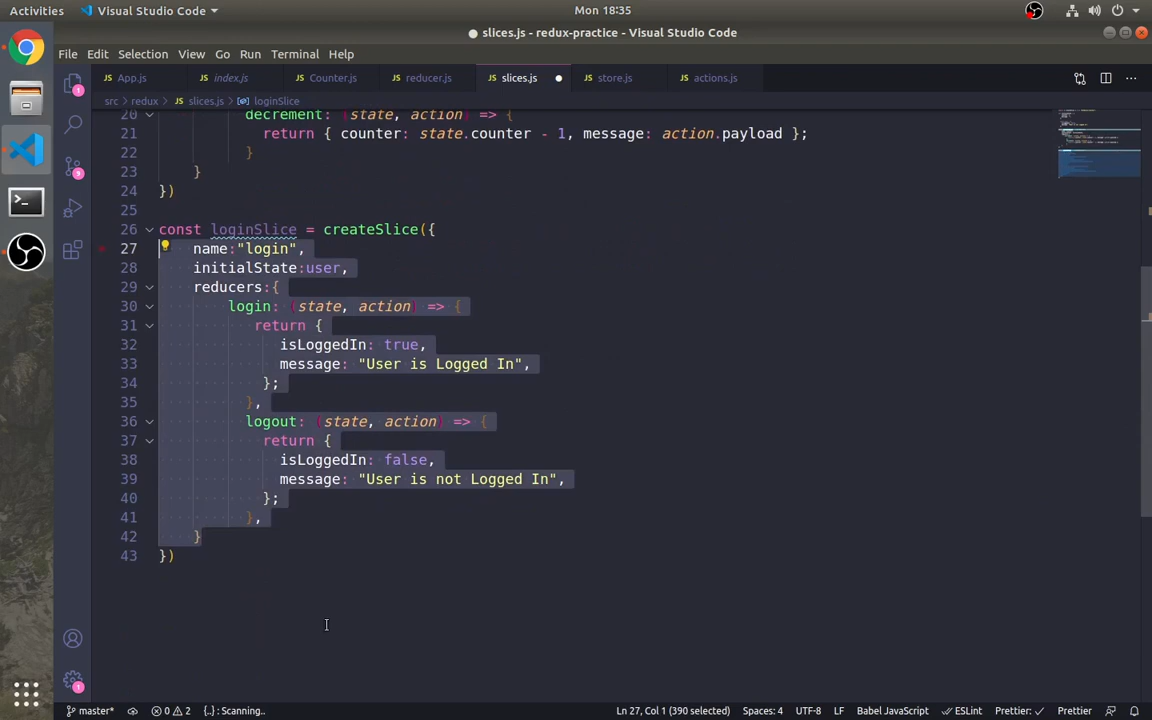 Activities Visual Studio Code Mon 18:35
slices.js - redux-practice - Visual Studio Code
File Edit Selection View Go Run Terminal Help
JS App.js JS index.js JS Counter.js JS reducer.js JS slices.js JS store.js JS actions.js
src > redux > JS slices.js > loginSlice
20 decrement: (state, action) => {
21 return { counter: state.counter - 1, message: action.payload };
22 }
23 }
24 })
25
26 const loginSlice = createSlice({
27 name:"login",
28 initialState:user,
29 reducers:{
30 login: (state, action) => {
31 return {
32 isLoggedIn: true,
33 message: "User is Logged In",
34 };
35 },
36 logout: (state, action) => {
37 return {
38 isLoggedIn: false,
39 message: "User is not Logged In",
40 };
41 },
42 }
43 })
1
9
1
master* 0 2 {..} : Scanning.. Ln 27, Col 1 (390 selected) Spaces: 4 UTF-8 LF Babel JavaScript ESLint Prettier: Prettier